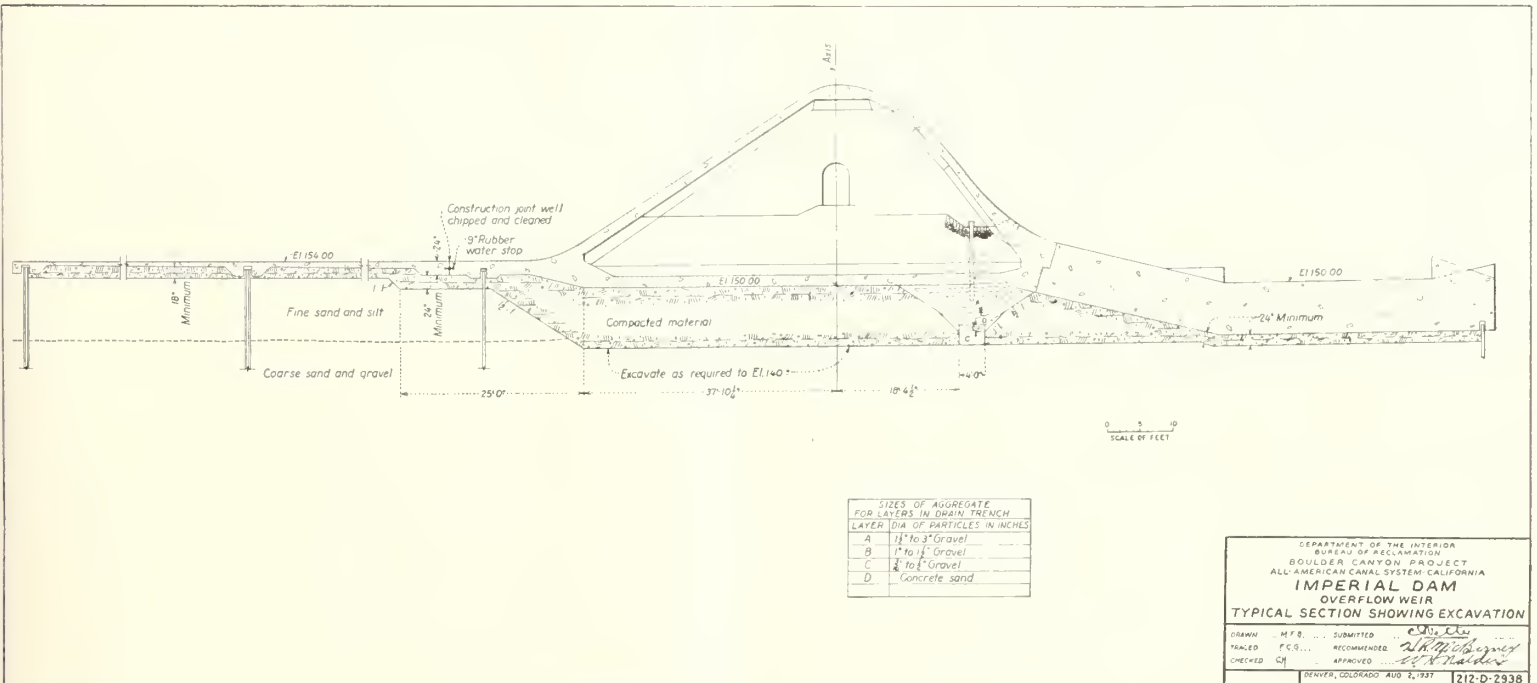 Axis
Construction joint well
chipped and cleaned
9" Rubber
water stop
24"
El 154 00
18"
Minimum
Fine sand and silt
24"
Minimum
Coarse sand and gravel
El 150 00
Compacted material
Excavate as required to El. 140
C
El 150 00
24" Minimum
25'0"
37'-10¼"
18'-4½"
4'0"
0 5 10
SCALE OF FEET
SIZES OF AGGREGATE
FOR LAYERS IN DRAIN TRENCH
LAYER DIA OF PARTICLES IN INCHES
A 1½" to 3" Gravel
B 1" to 1½" Gravel
C to ½" Gravel
D Concrete sand
DEPARTMENT OF THE INTERIOR
BUREAU OF RECLAMATION
BOULDER CANYON PROJECT
ALL-AMERICAN CANAL SYSTEM-CALIFORNIA
IMPERIAL DAM
OVERFLOW WEIR
TYPICAL SECTION SHOWING EXCAVATION
DRAWN M.F.B. SUBMITTED
TRACED F.C.G. RECOMMENDED
CHECKED APPROVED
DENVER, COLORADO AUG 2, 1937 212-D-2938